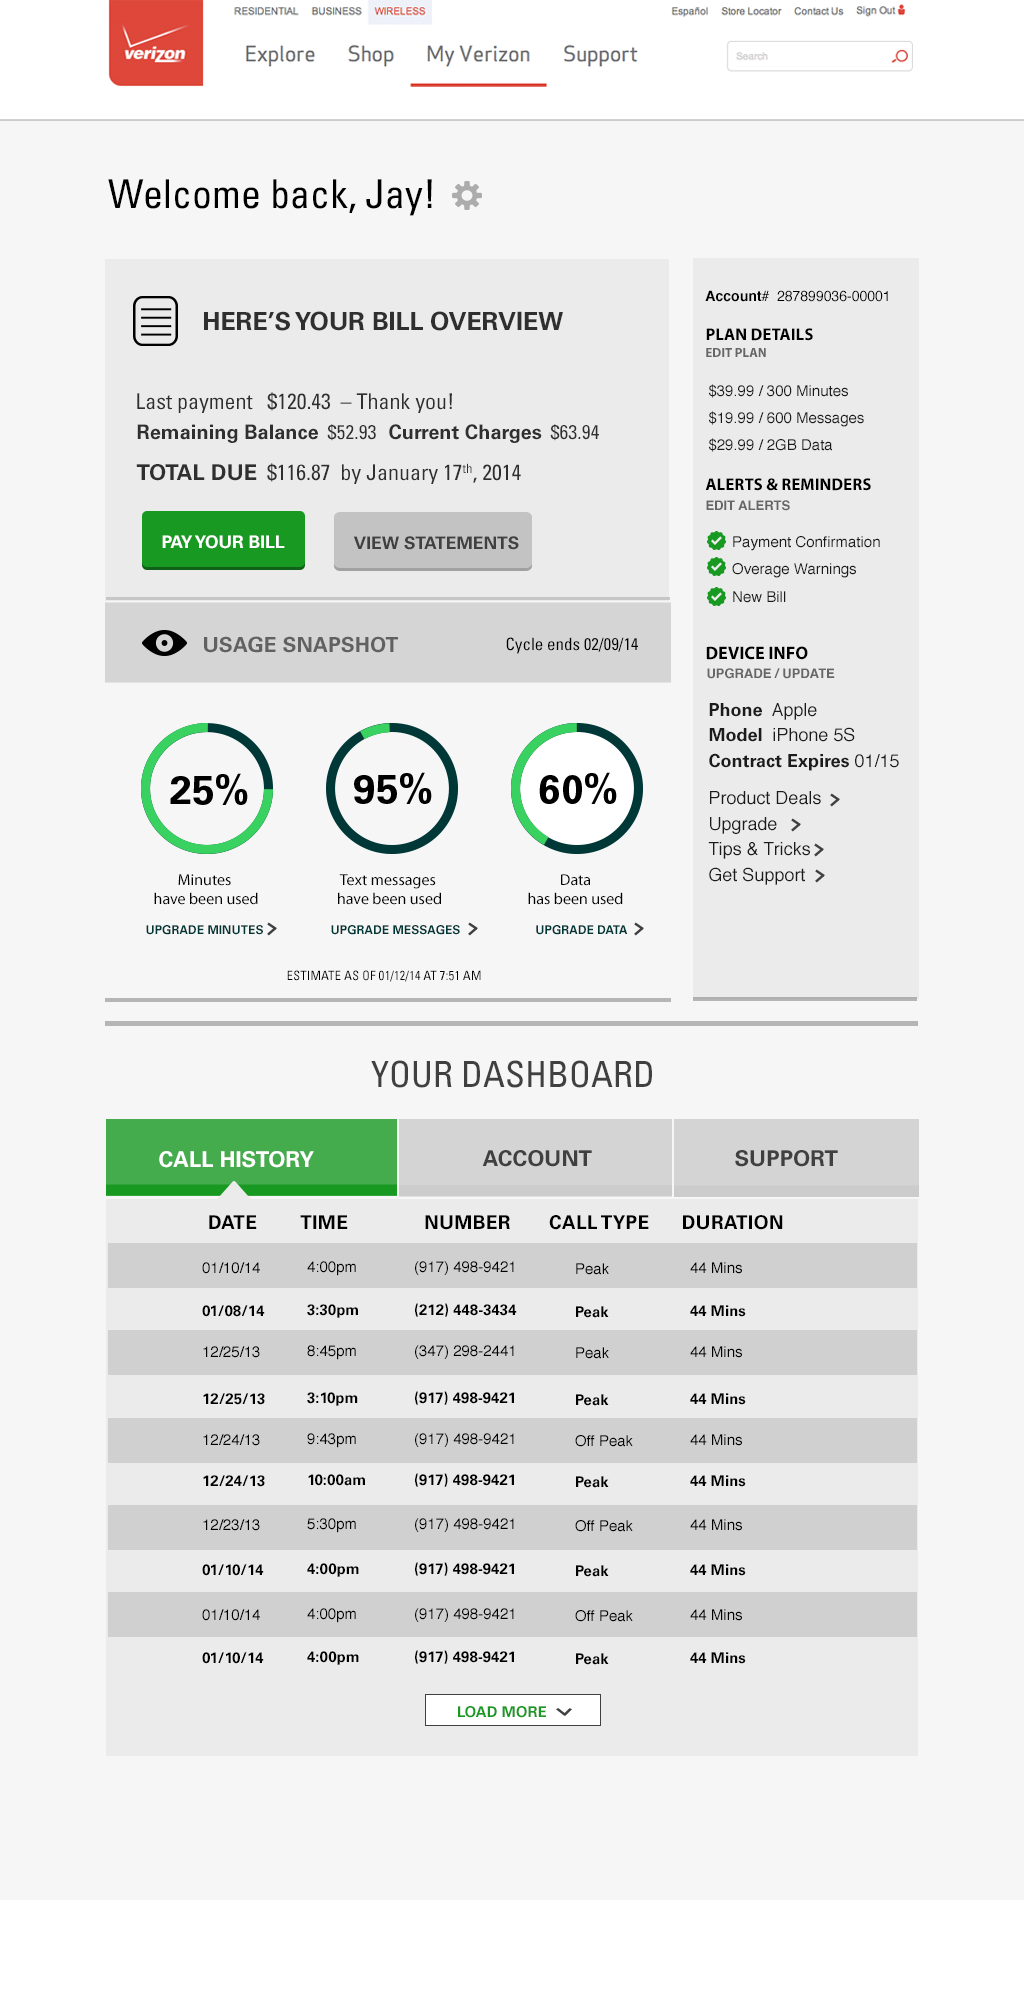 RESIDENTIAL BUSINESS WIRELESS Español Store Locator Contact Us Sign Out
verizon Explore Shop My Verizon Support Search
Welcome back, Jay!
HERE'S YOUR BILL OVERVIEW
Last payment $120.43 – Thank you!
Remaining Balance $52.93 Current Charges $63.94
TOTAL DUE $116.87 by January 17th, 2014
PAY YOUR BILL VIEW STATEMENTS
USAGE SNAPSHOT Cycle ends 02/09/14
25% 95% 60%
Minutes Text messages Data
have been used have been used has been used
UPGRADE MINUTES UPGRADE MESSAGES UPGRADE DATA
ESTIMATE AS OF 01/12/14 AT 7:51 AM
Account# 287899036-00001
PLAN DETAILS
EDIT PLAN
$39.99 / 300 Minutes
$19.99 / 600 Messages
$29.99 / 2GB Data
ALERTS & REMINDERS
EDIT ALERTS
Payment Confirmation
Overage Warnings
New Bill
DEVICE INFO
UPGRADE / UPDATE
Phone Apple
Model iPhone 5S
Contract Expires 01/15
Product Deals
Upgrade
Tips & Tricks
Get Support
YOUR DASHBOARD
CALL HISTORY ACCOUNT SUPPORT
DATE TIME NUMBER CALL TYPE DURATION
01/10/14 4:00pm (917) 498-9421 Peak 44 Mins
01/08/14 3:30pm (212) 448-3434 Peak 44 Mins
12/25/13 8:45pm (347) 298-2441 Peak 44 Mins
12/25/13 3:10pm (917) 498-9421 Peak 44 Mins
12/24/13 9:43pm (917) 498-9421 Off Peak 44 Mins
12/24/13 10:00am (917) 498-9421 Peak 44 Mins
12/23/13 5:30pm (917) 498-9421 Off Peak 44 Mins
01/10/14 4:00pm (917) 498-9421 Peak 44 Mins
01/10/14 4:00pm (917) 498-9421 Off Peak 44 Mins
01/10/14 4:00pm (917) 498-9421 Peak 44 Mins
LOAD MORE